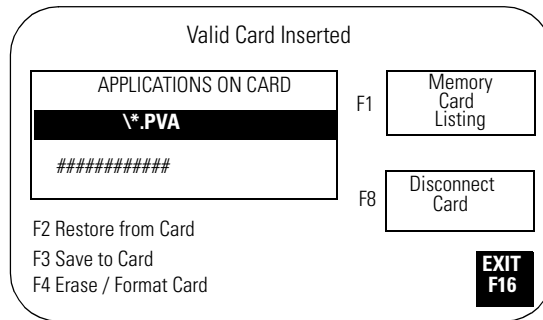 Valid Card Inserted
APPLICATIONS ON CARD
\*.PVA
############
F1
Memory
Card
Listing
F8
Disconnect
Card
F2 Restore from Card
F3 Save to Card
F4 Erase / Format Card
EXIT
F16